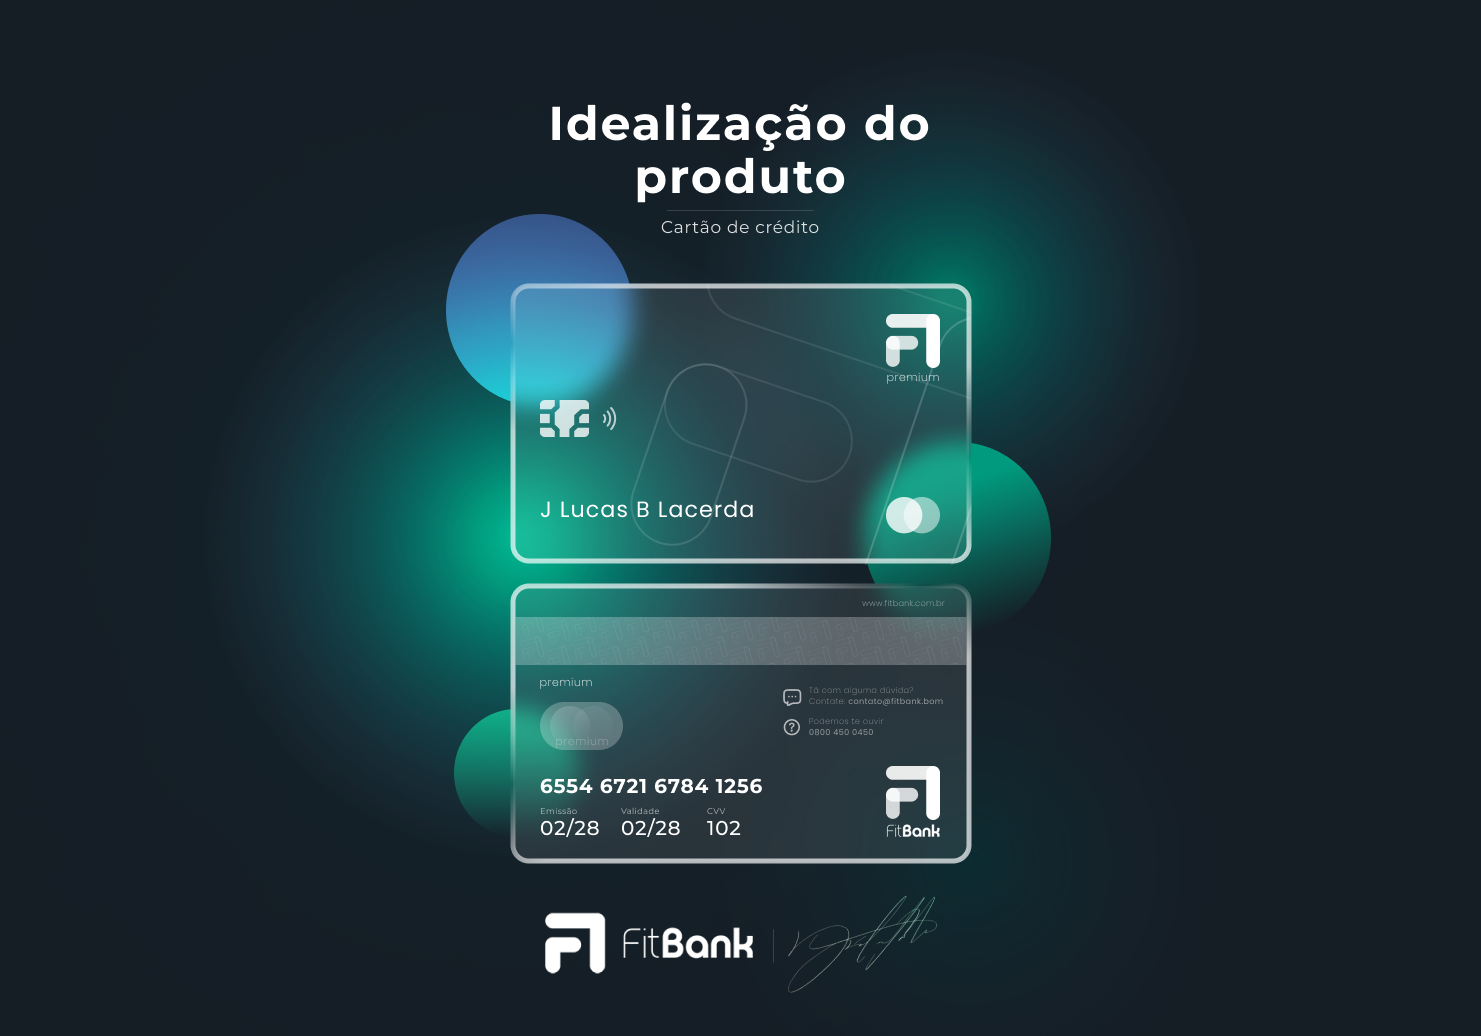 Idealização do
produto
Cartão de crédito
premium
J Lucas B Lacerda
www.fitbank.com.br
premium
Tá com alguma dúvida?
Contate: contato@fitbank.bom
Podemos te ouvir
0800 450 0450
premium
6554 6721 6784 1256
Emissão Validade CVV
02/28 02/28 102
FitBank
FitBank